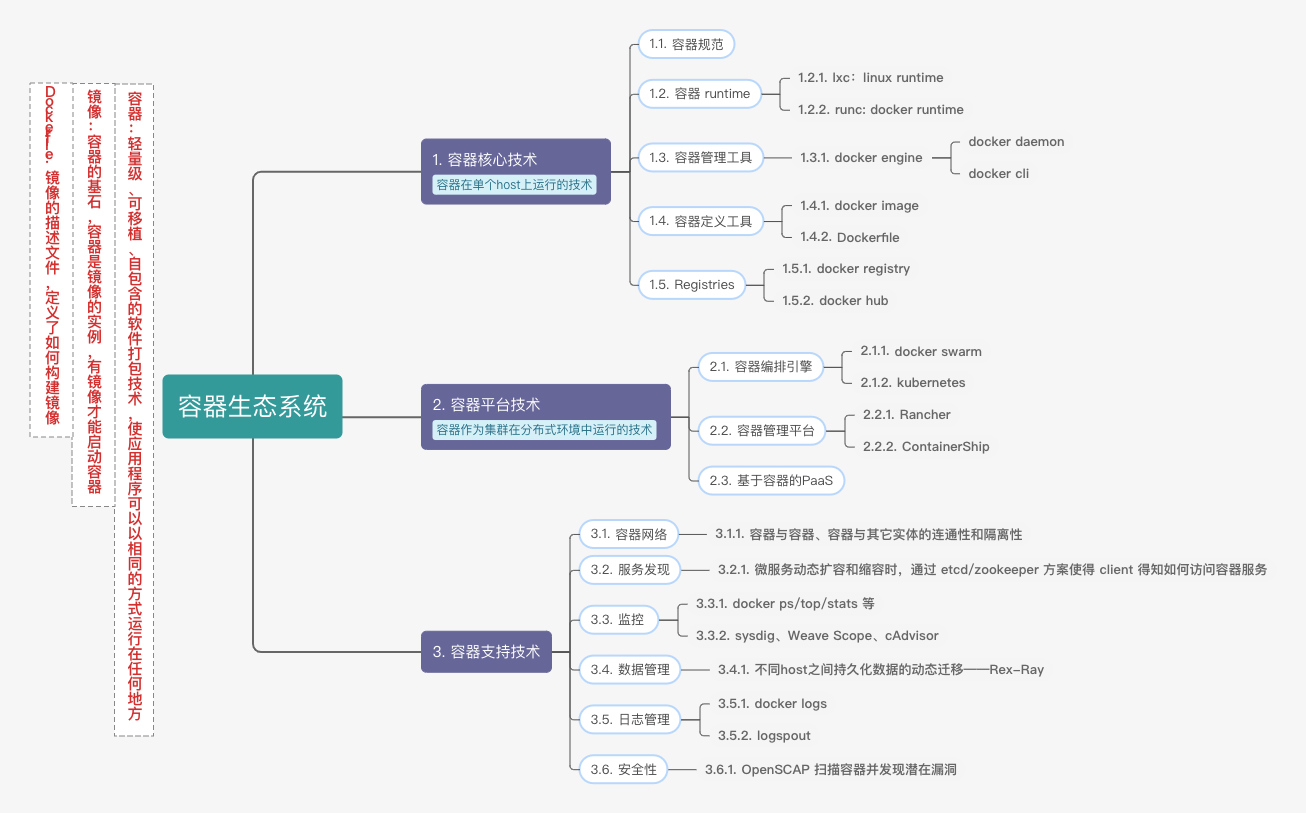 Dockerfile：镜像的描述文件，定义了如何构建镜像
镜像：容器的基石，容器是镜像的实例，有镜像才能启动容器
容器：轻量级、可移植、自包含的软件打包技术，使应用程序可以以相同的方式运行在任何地方
容器生态系统
1. 容器核心技术
容器在单个host上运行的技术
1.1. 容器规范
1.2. 容器 runtime
1.2.1. lxc：linux runtime
1.2.2. runc: docker runtime
1.3. 容器管理工具
1.3.1. docker engine
docker daemon
docker cli
1.4. 容器定义工具
1.4.1. docker image
1.4.2. Dockerfile
1.5. Registries
1.5.1. docker registry
1.5.2. docker hub
2. 容器平台技术
容器作为集群在分布式环境中运行的技术
2.1. 容器编排引擎
2.1.1. docker swarm
2.1.2. kubernetes
2.2. 容器管理平台
2.2.1. Rancher
2.2.2. ContainerShip
2.3. 基于容器的PaaS
3. 容器支持技术
3.1. 容器网络
3.1.1. 容器与容器、容器与其它实体的连通性和隔离性
3.2. 服务发现
3.2.1. 微服务动态扩容和缩容时，通过 etcd/zookeeper 方案使得 client 得知如何访问容器服务
3.3. 监控
3.3.1. docker ps/top/stats 等
3.3.2. sysdig、Weave Scope、cAdvisor
3.4. 数据管理
3.4.1. 不同host之间持久化数据的动态迁移——Rex-Ray
3.5. 日志管理
3.5.1. docker logs
3.5.2. logspout
3.6. 安全性
3.6.1. OpenSCAP 扫描容器并发现潜在漏洞